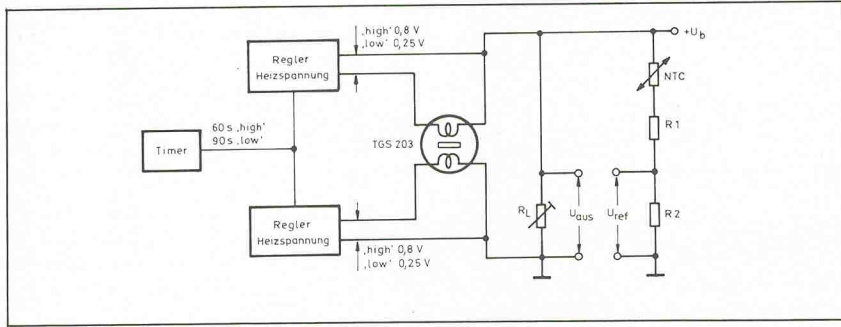 „high“ 0,8 V
„low“ 0,25 V
+U_b
Regler
Heizspannung
NTC
60 s „high“
90 s „low“
TGS 203
R1
Timer
Regler
Heizspannung
R_L
U_aus
U_ref
R2
„high“ 0,8 V
„low“ 0,25 V